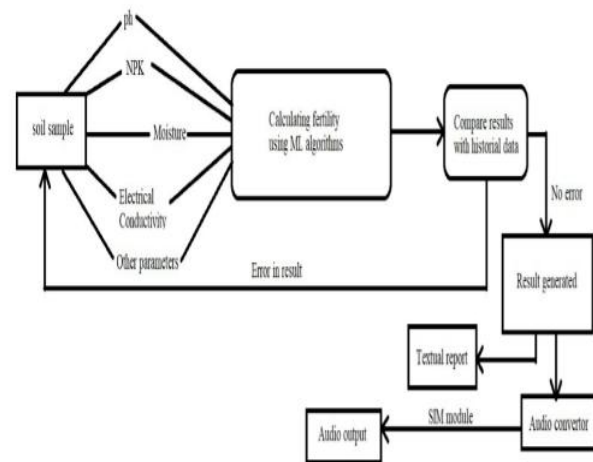 ph
NPK
soil sample
Moisture
Electrical
Conductivity
Other parameters
Calculating fertility
using ML algorithms
Compare results
with historial data
No error
Error in result
Result generated
Textual report
SIM module
Audio output
Audio convertor